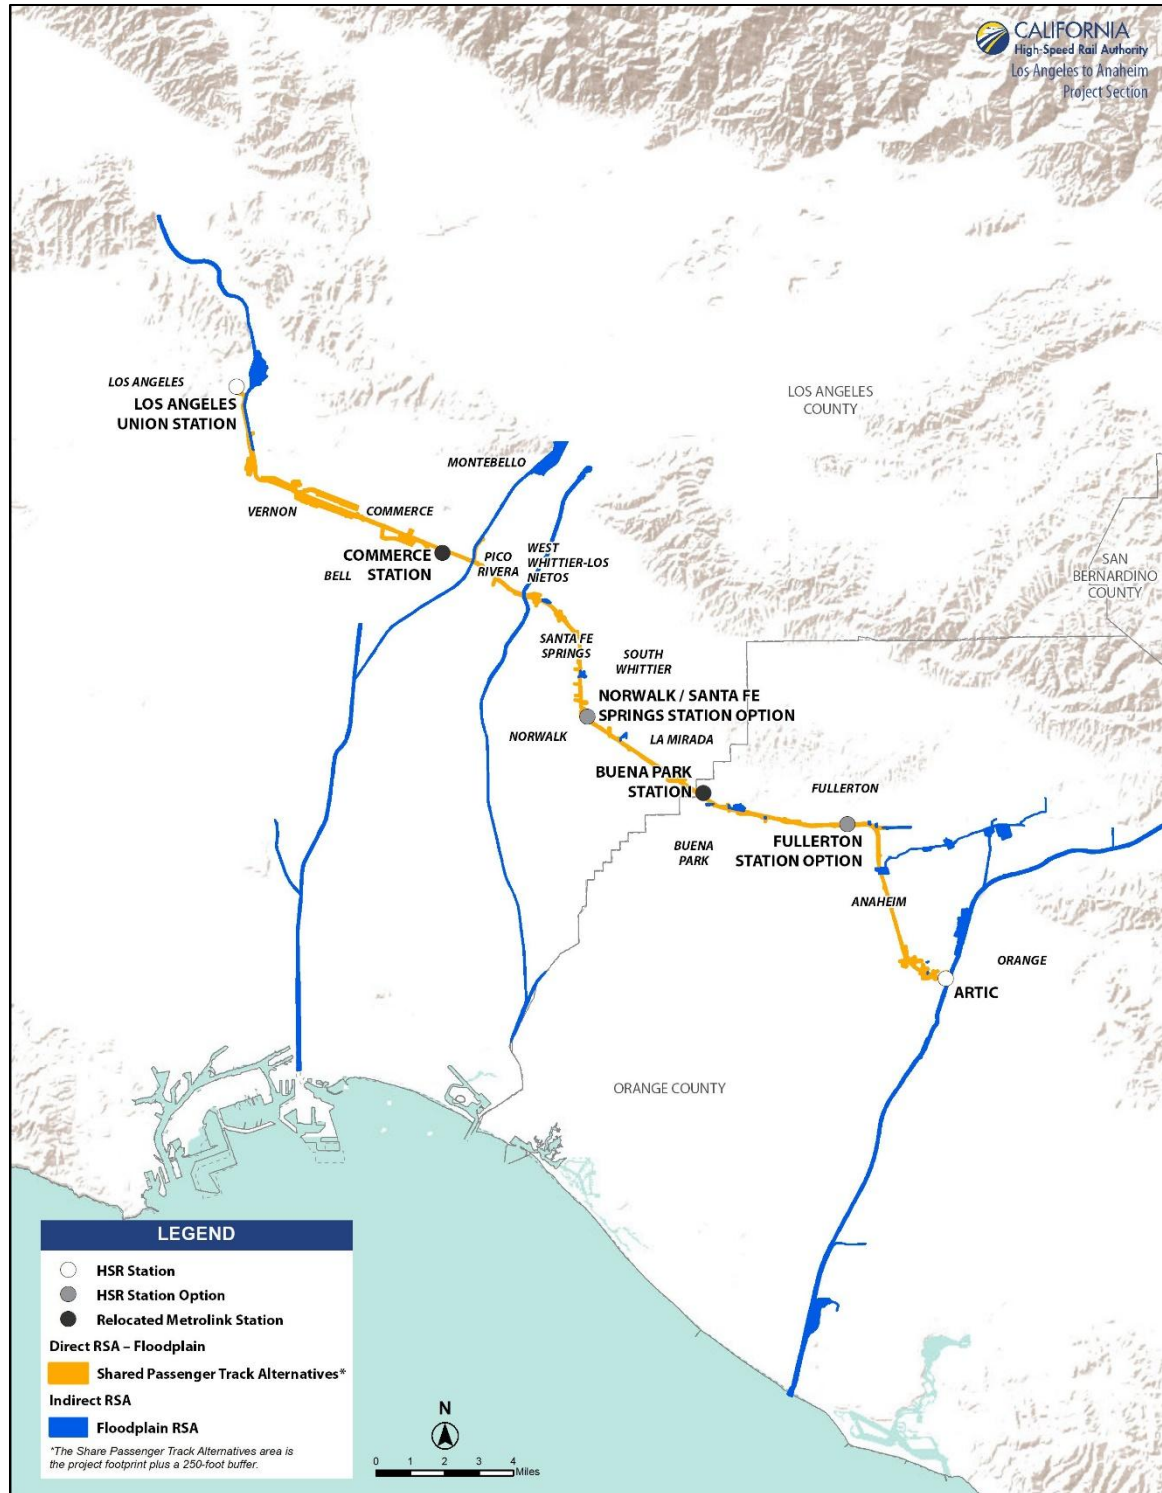 CALIFORNIA
High-Speed Rail Authority
Los Angeles to Anaheim
Project Section
LOS ANGELES
LOS ANGELES
UNION STATION
LOS ANGELES
COUNTY
MONTEBELLO
VERNON
COMMERCE
COMMERCE
STATION
BELL
PICO
RIVERA
WEST
WHITTIER-LOS
NIETOS
SAN
BERNARDINO
COUNTY
SANTA FE
SPRINGS
SOUTH
WHITTIER
NORWALK / SANTA FE
SPRINGS STATION OPTION
NORWALK
LA MIRADA
BUENA PARK
STATION
FULLERTON
BUENA
PARK
FULLERTON
STATION OPTION
ANAHEIM
ORANGE
ARTIC
ORANGE COUNTY
LEGEND
HSR Station
HSR Station Option
Relocated Metrolink Station
Direct RSA – Floodplain
Shared Passenger Track Alternatives*
Indirect RSA
Floodplain RSA
*The Share Passenger Track Alternatives area is
the project footprint plus a 250-foot buffer.
N
0 1 2 3 4
Miles